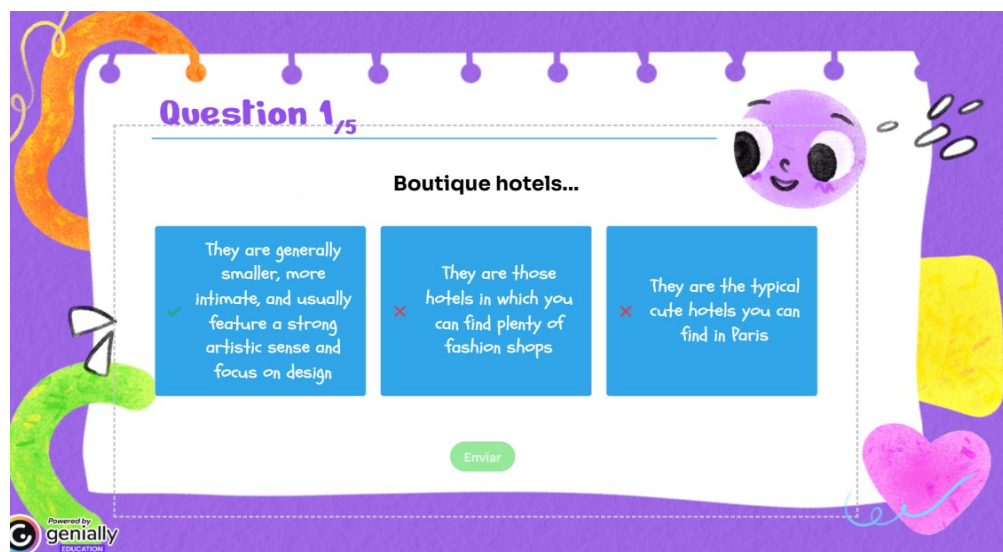 Question 1/5
Boutique hotels...
They are generally
smaller, more
intimate, and usually
feature a strong
artistic sense and
focus on design
They are those
hotels in which you
can find plenty of
fashion shops
They are the typical
cute hotels you can
find in Paris
Enviar
Powered by
genially
EDUCATION